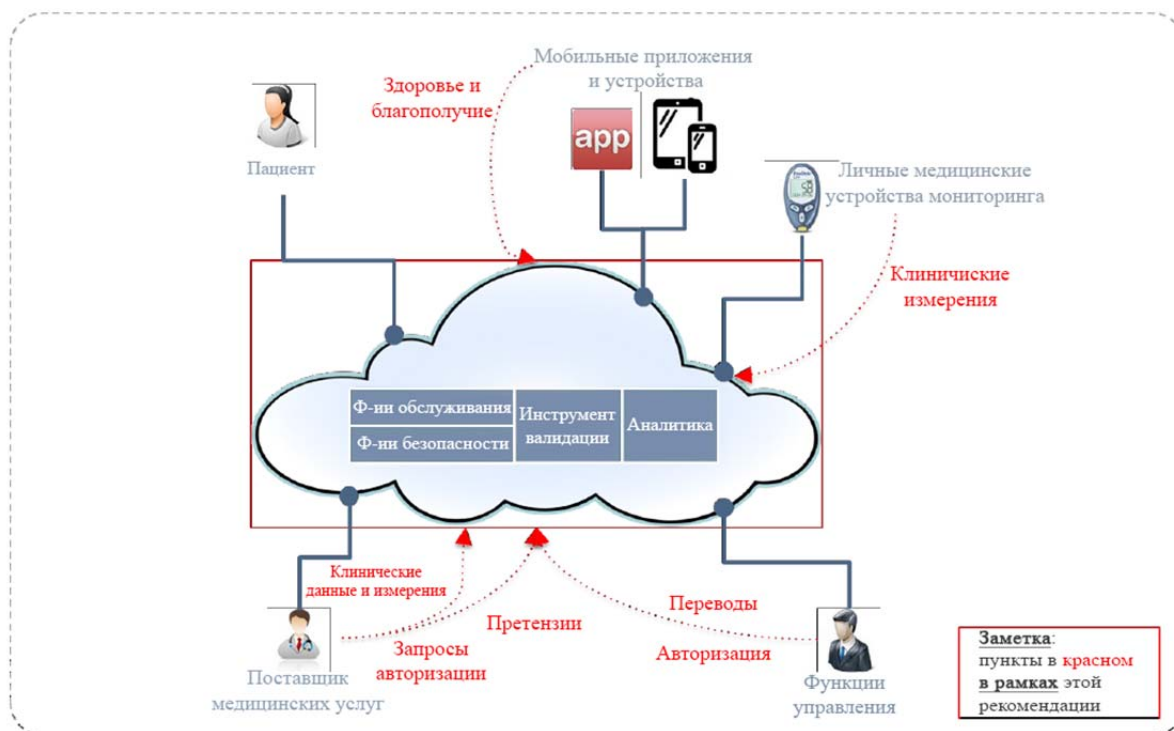 Мобильные приложения
и устройства
Здоровье и
благополучие
app
Пациент
58
Личные медицинские
устройства мониторинга
Клиничиские
измерения
Ф-ии обслуживания
Ф-ии безопасности
Инструмент
валидации
Аналитика
Клинические
данные и измерения
Претензии
Запросы
авторизации
Переводы
Авторизация
Поставщик
медицинских услуг
Функции
управления
Заметка:
пункты в красном
в рамках этой
рекомендации